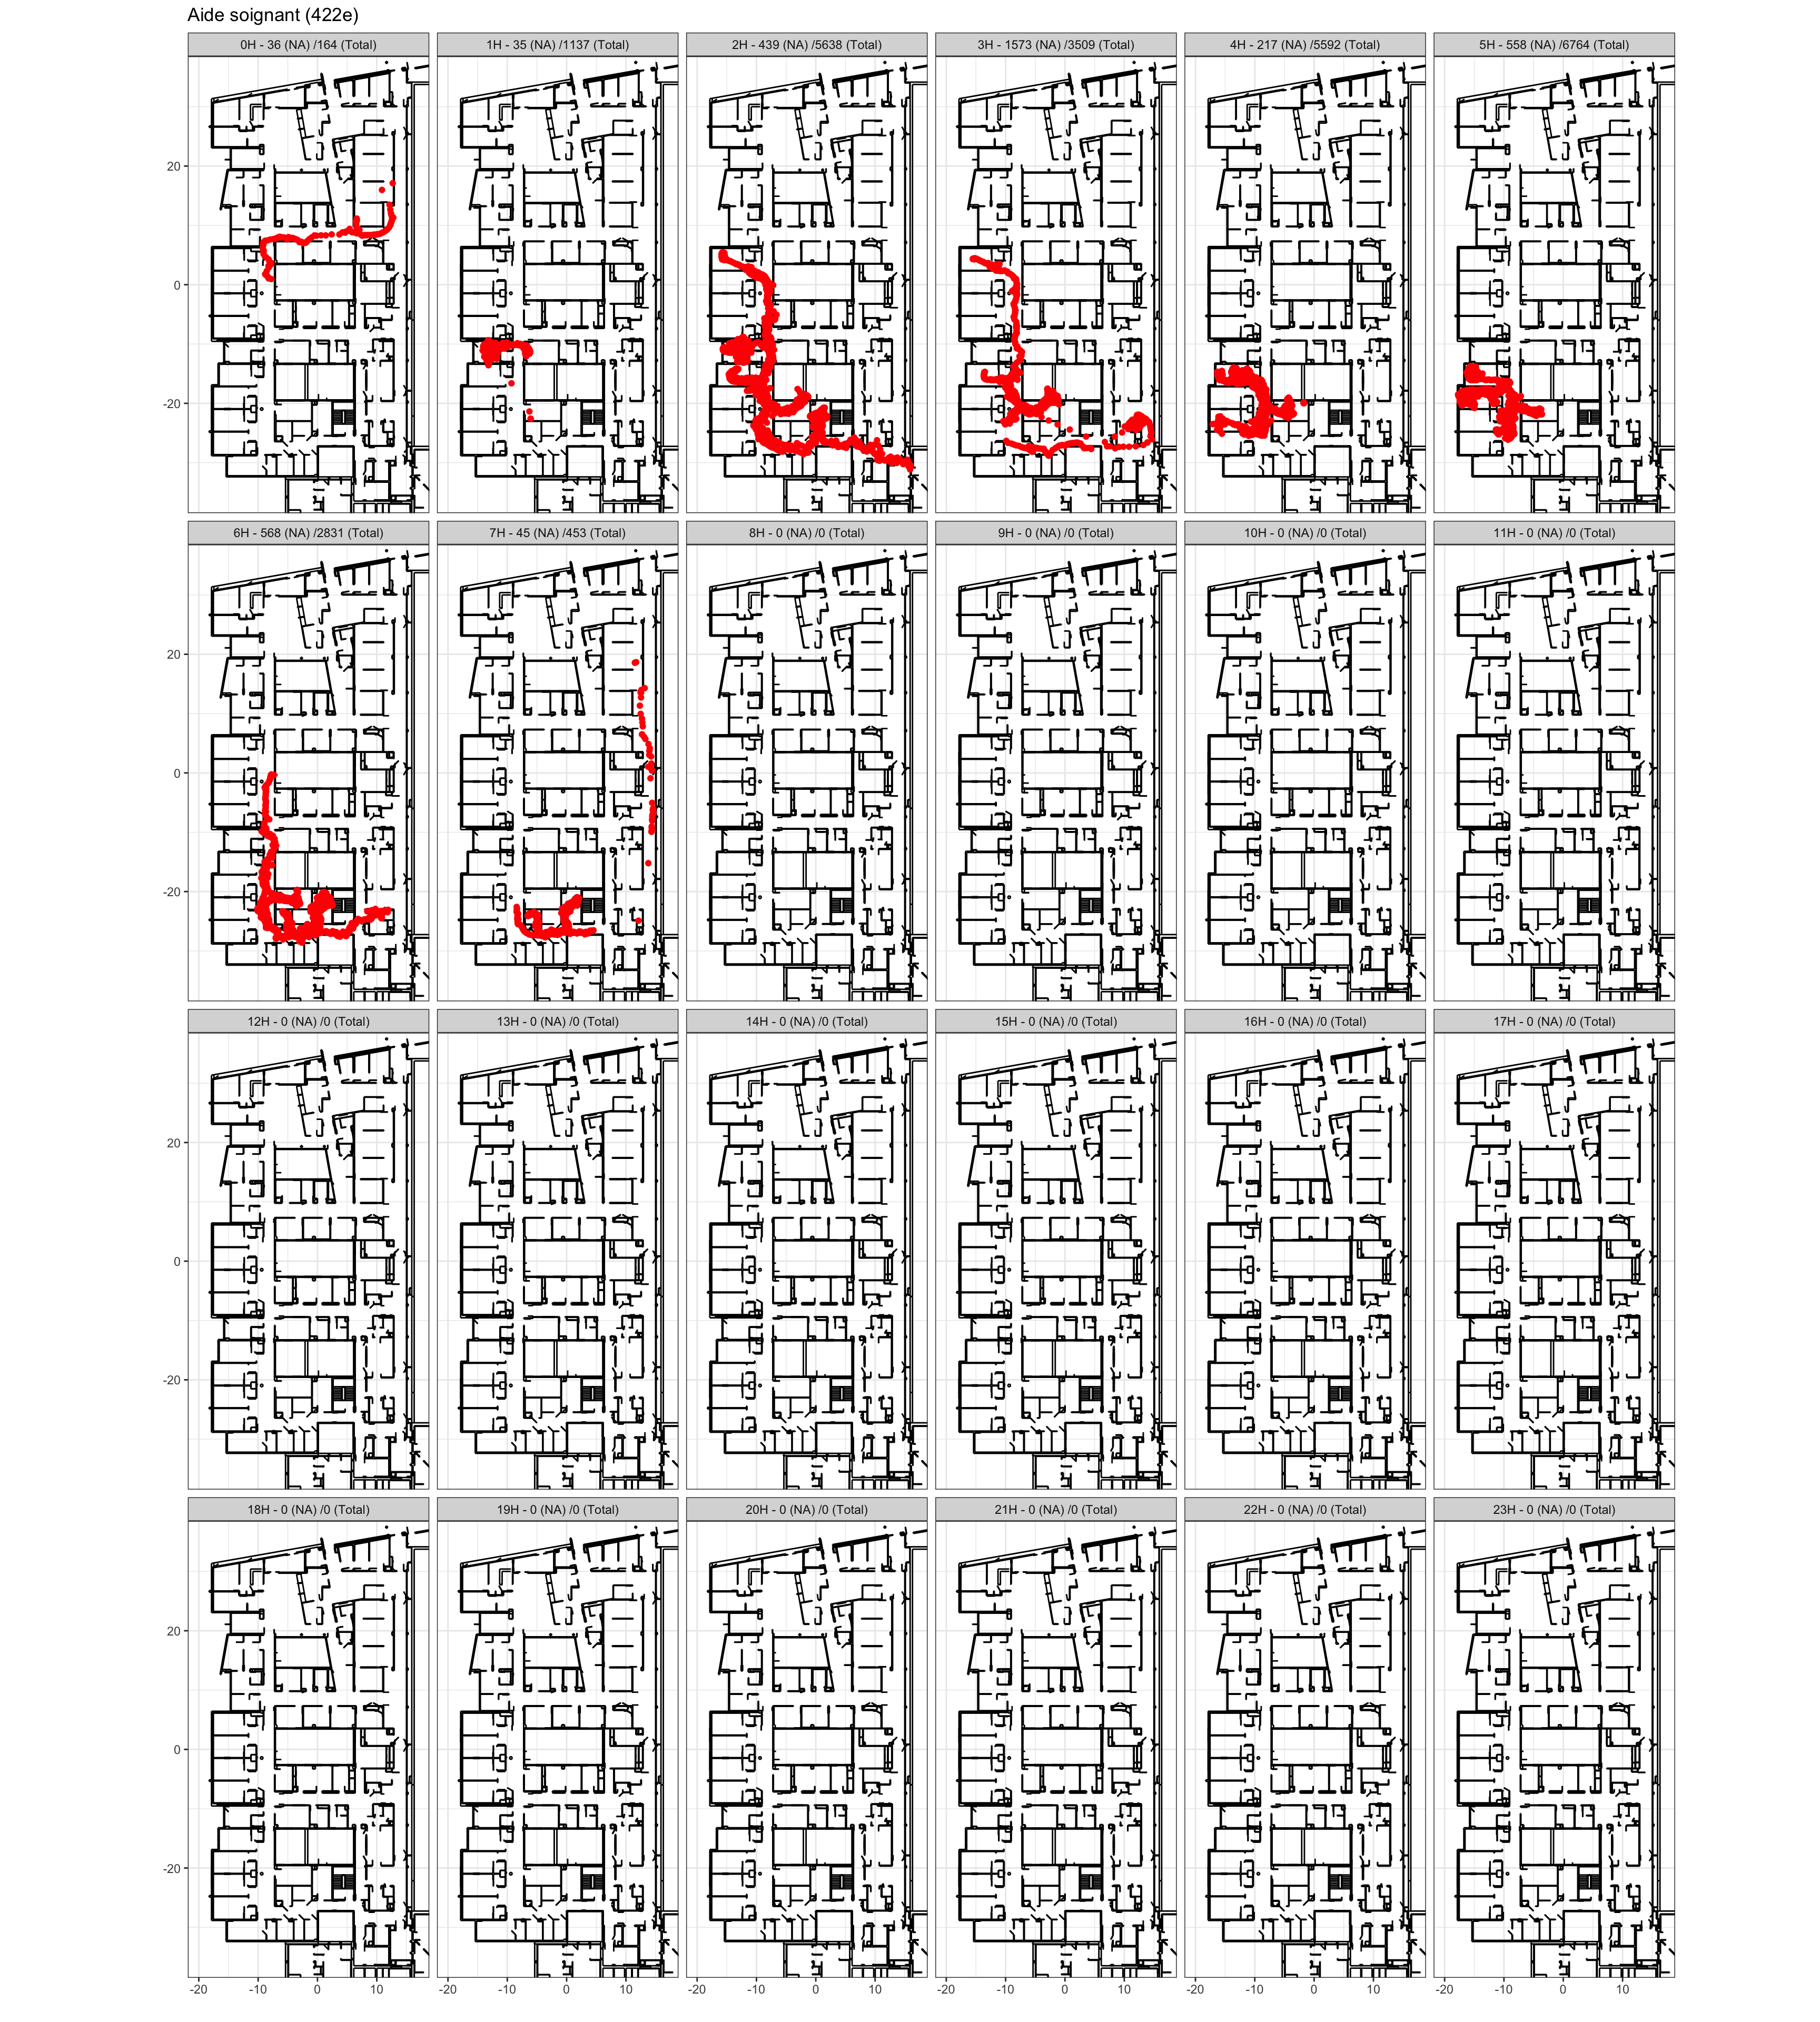 Aide soignant (422e)
0H - 36 (NA) /164 (Total)
1H - 35 (NA) /1137 (Total)
2H - 439 (NA) /5638 (Total)
3H - 1573 (NA) /3509 (Total)
4H - 217 (NA) /5592 (Total)
5H - 558 (NA) /6764 (Total)
20
0
-20
6H - 568 (NA) /2831 (Total)
7H - 45 (NA) /453 (Total)
8H - 0 (NA) /0 (Total)
9H - 0 (NA) /0 (Total)
10H - 0 (NA) /0 (Total)
11H - 0 (NA) /0 (Total)
20
0
-20
12H - 0 (NA) /0 (Total)
13H - 0 (NA) /0 (Total)
14H - 0 (NA) /0 (Total)
15H - 0 (NA) /0 (Total)
16H - 0 (NA) /0 (Total)
17H - 0 (NA) /0 (Total)
20
0
-20
18H - 0 (NA) /0 (Total)
19H - 0 (NA) /0 (Total)
20H - 0 (NA) /0 (Total)
21H - 0 (NA) /0 (Total)
22H - 0 (NA) /0 (Total)
23H - 0 (NA) /0 (Total)
20
0
-20
-20 -10 0 10
-20 -10 0 10
-20 -10 0 10
-20 -10 0 10
-20 -10 0 10
-20 -10 0 10